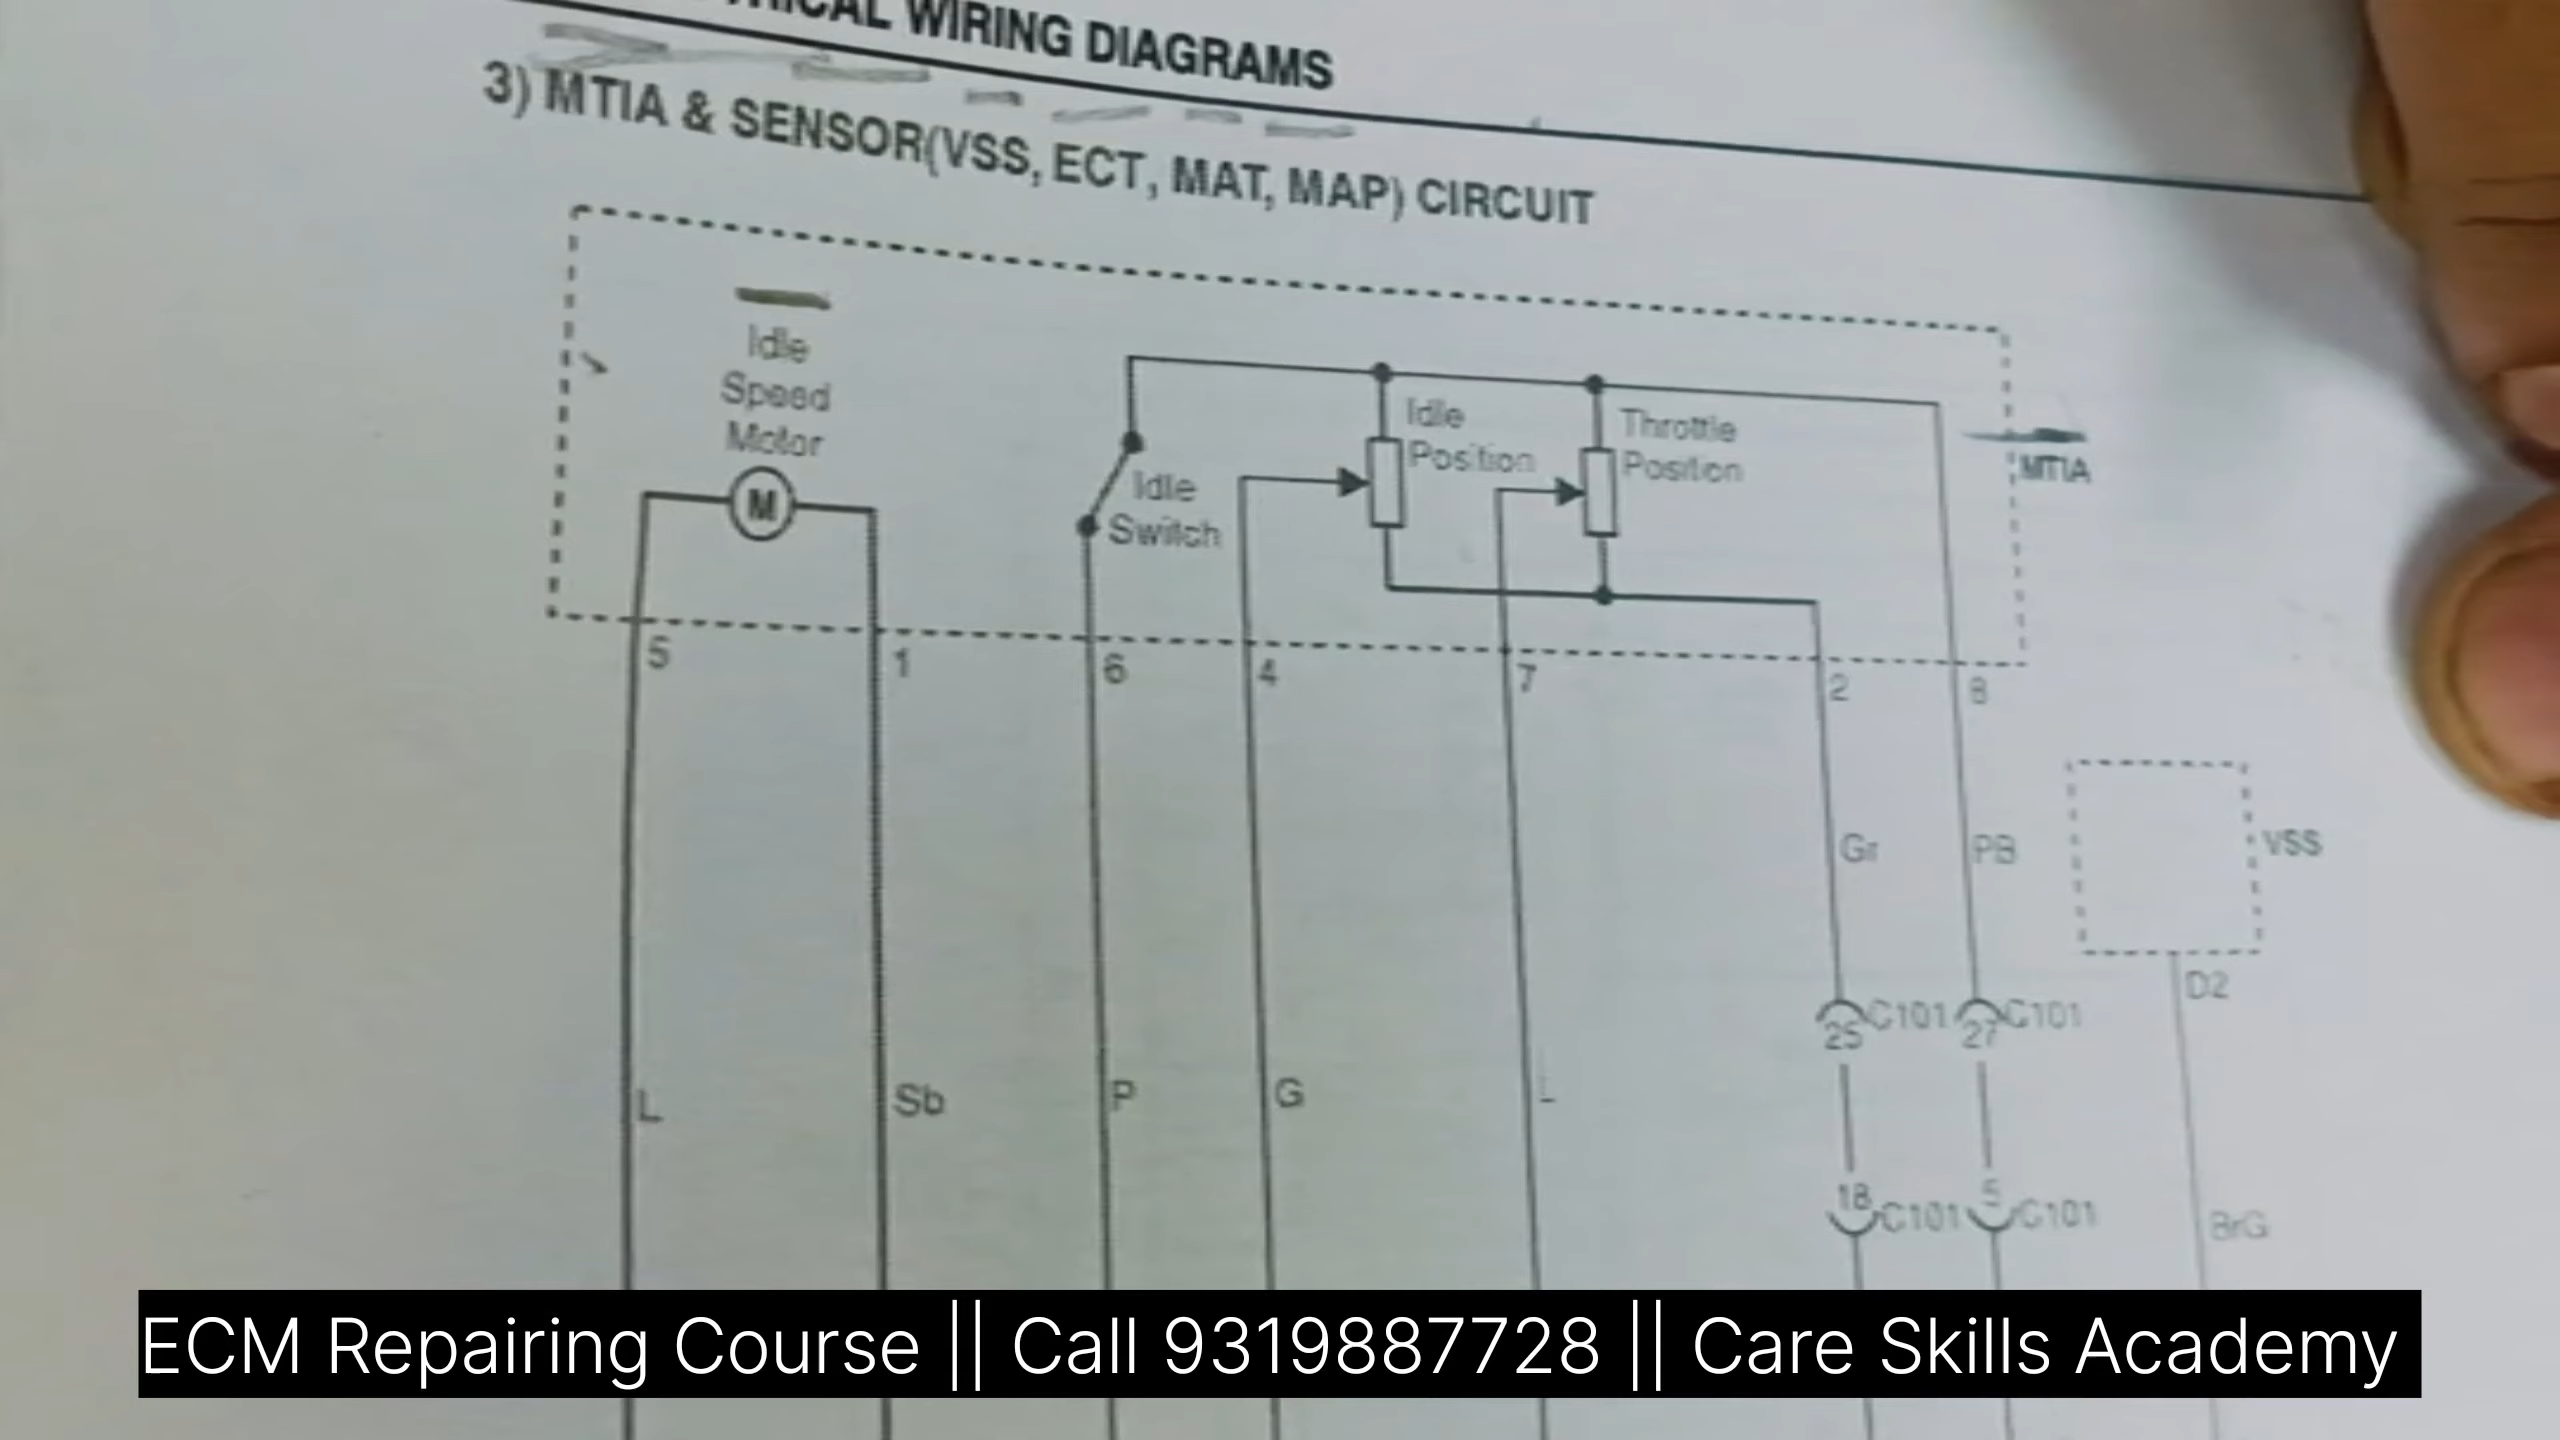 WIRING DIAGRAMS
3) MTIA & SENSOR(VSS, ECT, MAT, MAP) CIRCUIT
Idle
Speed
Motor
M
Idle
Switch
Idle
Position
Throttle
Position
MTIA
5
1
6
4
7
2
8
VSS
Gr
PB
D2
C101
C101
25
27
L
Sb
P
G
L
18
5
C101
C101
BrG
ECM Repairing Course || Call 9319887728 || Care Skills Academy